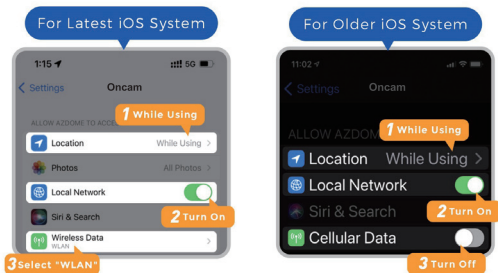 For Latest iOS System
1:15
5G
Settings
Oncam
ALLOW AZDOME TO ACCE
1 While Using
Location
While Using
Photos
All Photos
Local Network
Siri & Search
2 Turn On
Wireless Data
WLAN
3 Select "WLAN"
For Older iOS System
11:02
Settings
Oncam
ALLOW AZDOM
1 While Using
Location
While Using
Local Network
Siri & Search
2 Turn On
Cellular Data
3 Turn Off